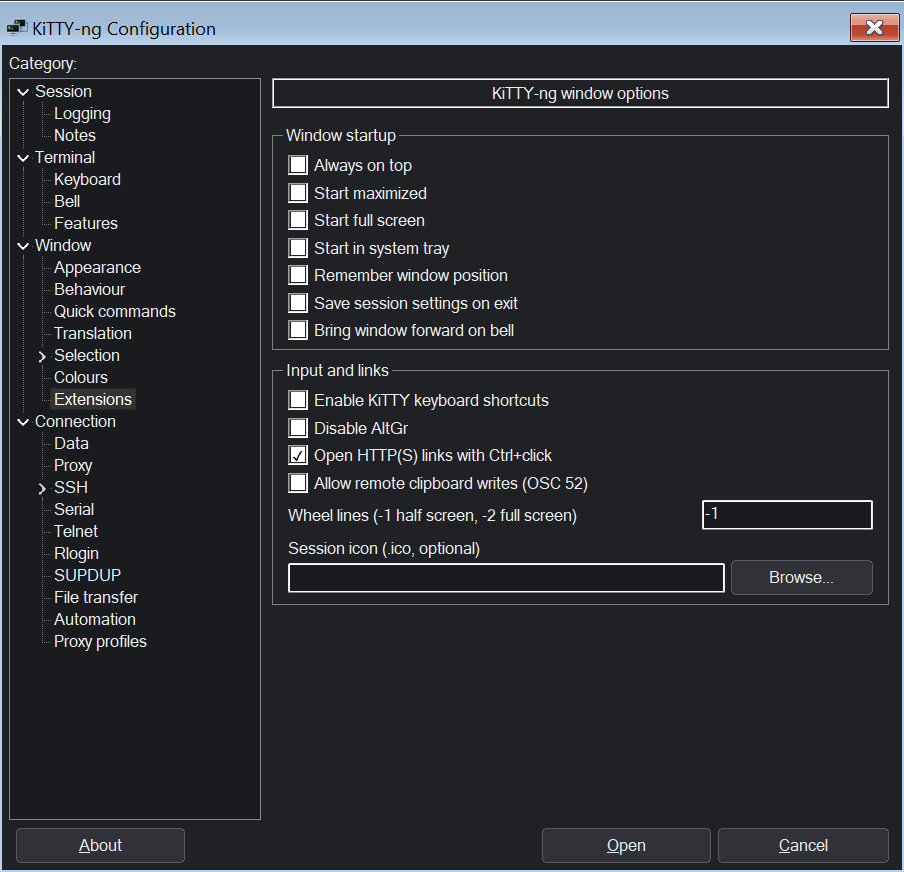 KiTTY-ng Configuration
Category:
Session
Logging
Notes
Terminal
Keyboard
Bell
Features
Window
Appearance
Behaviour
Quick commands
Translation
Selection
Colours
Extensions
Connection
Data
Proxy
SSH
Serial
Telnet
Rlogin
SUPDUP
File transfer
Automation
Proxy profiles
KiTTY-ng window options
Window startup
Always on top
Start maximized
Start full screen
Start in system tray
Remember window position
Save session settings on exit
Bring window forward on bell
Input and links
Enable KiTTY keyboard shortcuts
Disable AltGr
Open HTTP(S) links with Ctrl+click
Allow remote clipboard writes (OSC 52)
Wheel lines (-1 half screen, -2 full screen) -1
Session icon (.ico, optional)
Browse...
About Open Cancel